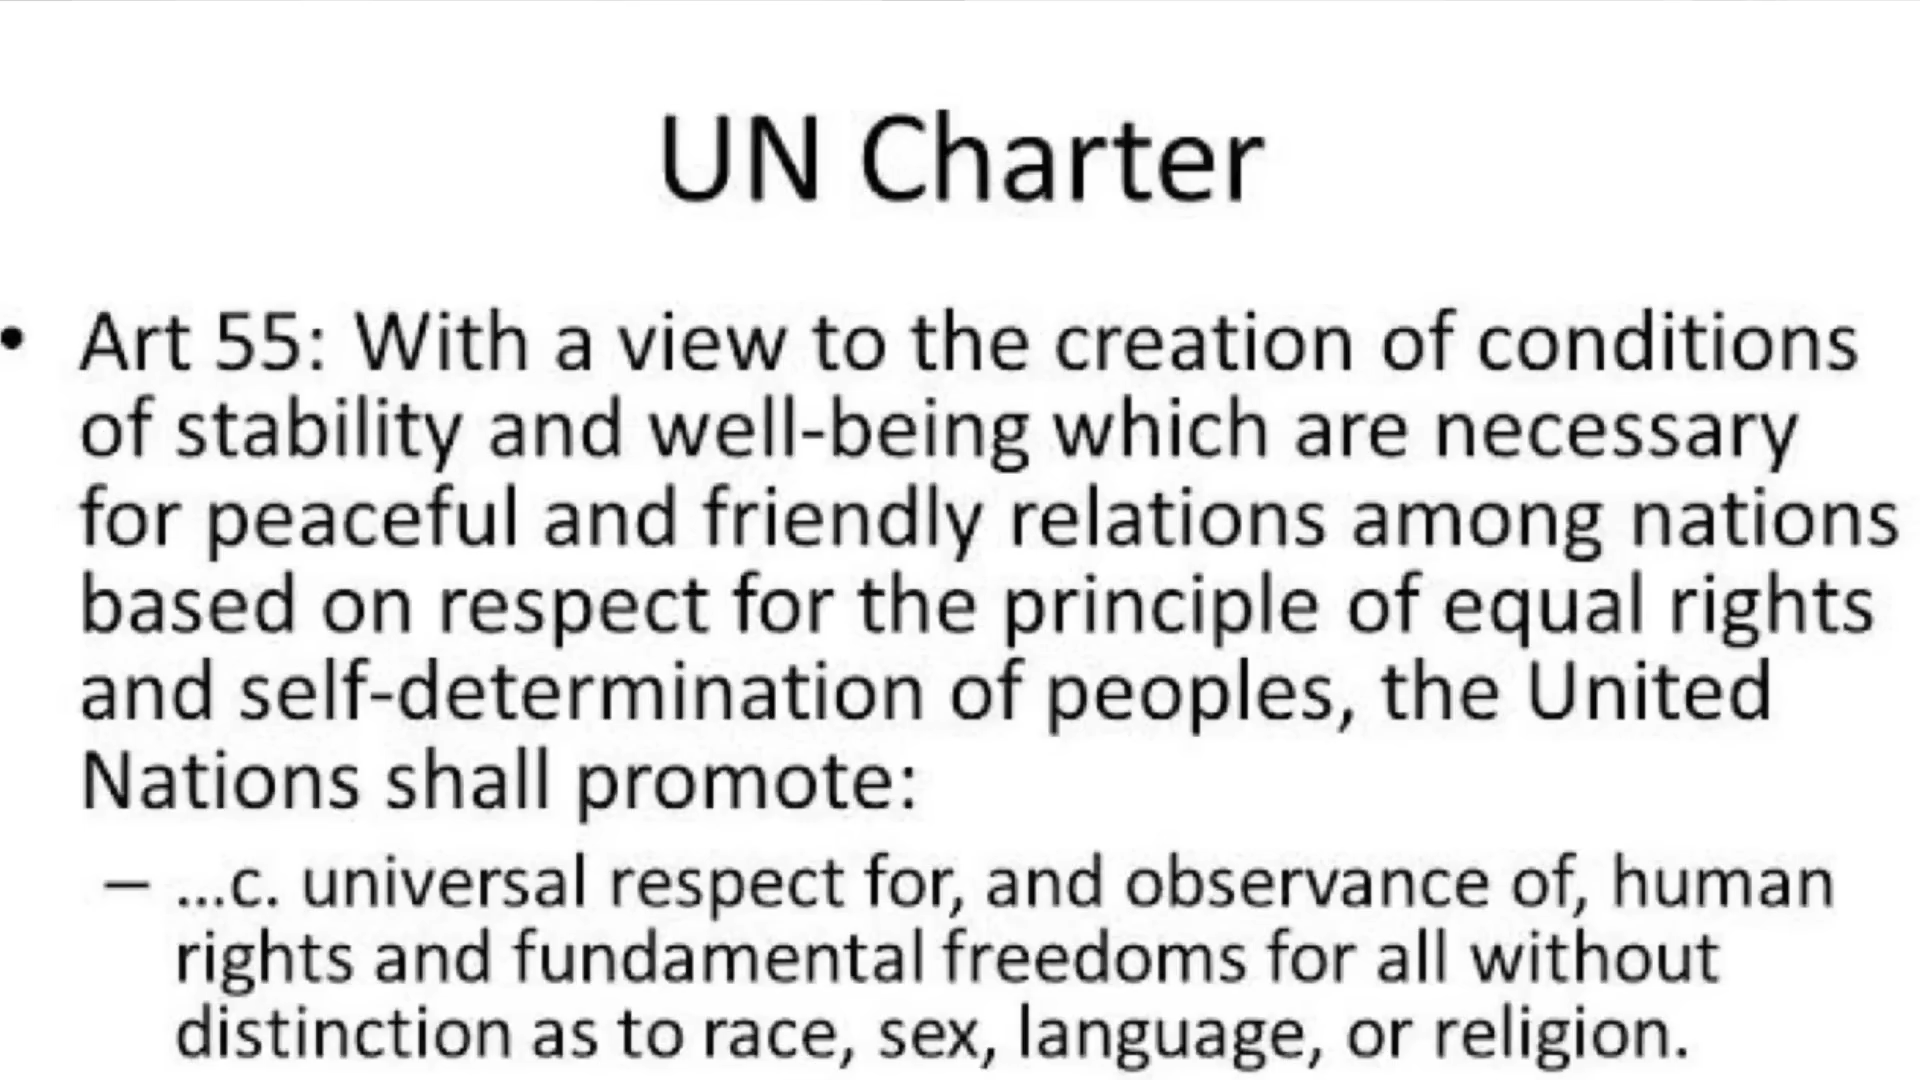 UN Charter
• Art 55: With a view to the creation of conditions
of stability and well-being which are necessary
for peaceful and friendly relations among nations
based on respect for the principle of equal rights
and self-determination of peoples, the United
Nations shall promote:
– ...c. universal respect for, and observance of, human
rights and fundamental freedoms for all without
distinction as to race, sex, language, or religion.